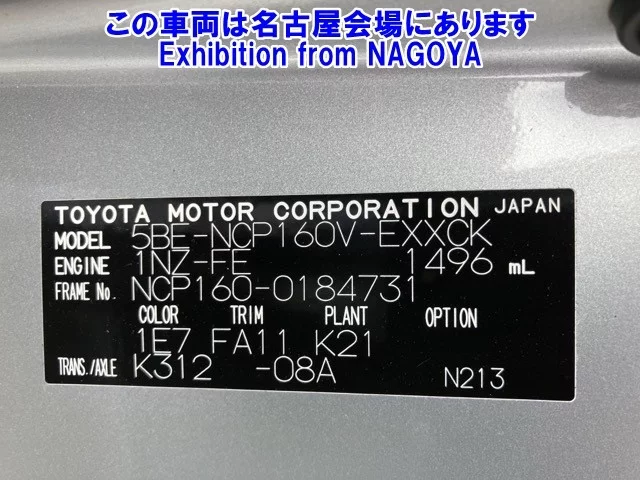 この車両は名古屋会場にあります
Exhibition from NAGOYA
TOYOTA MOTOR CORPORATION JAPAN
MODEL 5BE-NCP160V-EXXCK
ENGINE 1NZ-FE 1496 mL
FRAME No. NCP160-0184731
COLOR TRIM PLANT OPTION
1E7 FA11 K21
TRANS./AXLE K312 -08A N213